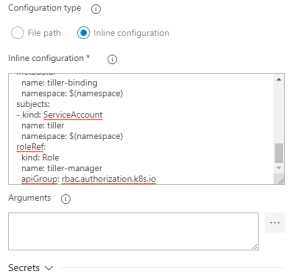 Configuration type
File path
Inline configuration
Inline configuration *
metadata:
name: tiller-binding
namespace: $(namespace)
subjects:
- kind: ServiceAccount
name: tiller
namespace: $(namespace)
roleRef:
kind: Role
name: tiller-manager
apiGroup: rbac.authorization.k8s.io
Arguments
...
Secrets